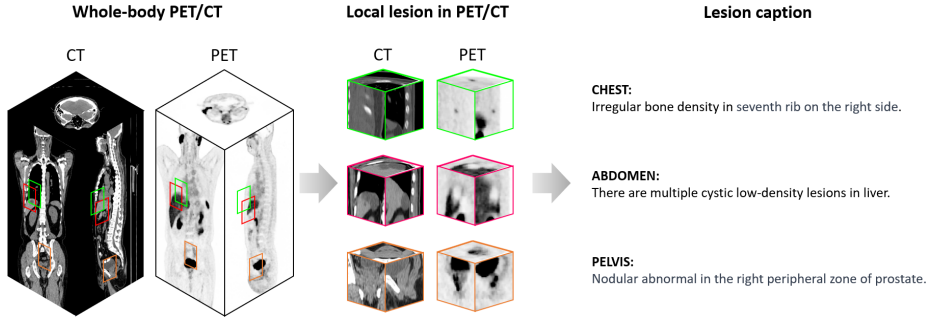 Whole-body PET/CT
Local lesion in PET/CT
Lesion caption
CT
PET
CT
PET
CHEST:
Irregular bone density in seventh rib on the right side.
ABDOMEN:
There are multiple cystic low-density lesions in liver.
PELVIS:
Nodular abnormal in the right peripheral zone of prostate.